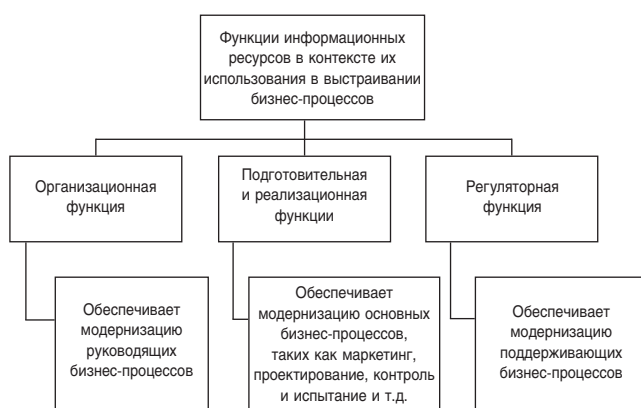 Функции информационных
ресурсов в контексте их
использования в выстраивании
бизнес-процессов
Организационная
функция
Подготовительная
и реализационная
функции
Регуляторная
функция
Обеспечивает
модернизацию
руководящих
бизнес-процессов
Обеспечивает
модернизацию основных
бизнес-процессов,
таких как маркетинг,
проектирование, контроль
и испытание и т.д.
Обеспечивает
модернизацию
поддерживающих
бизнес-процессов